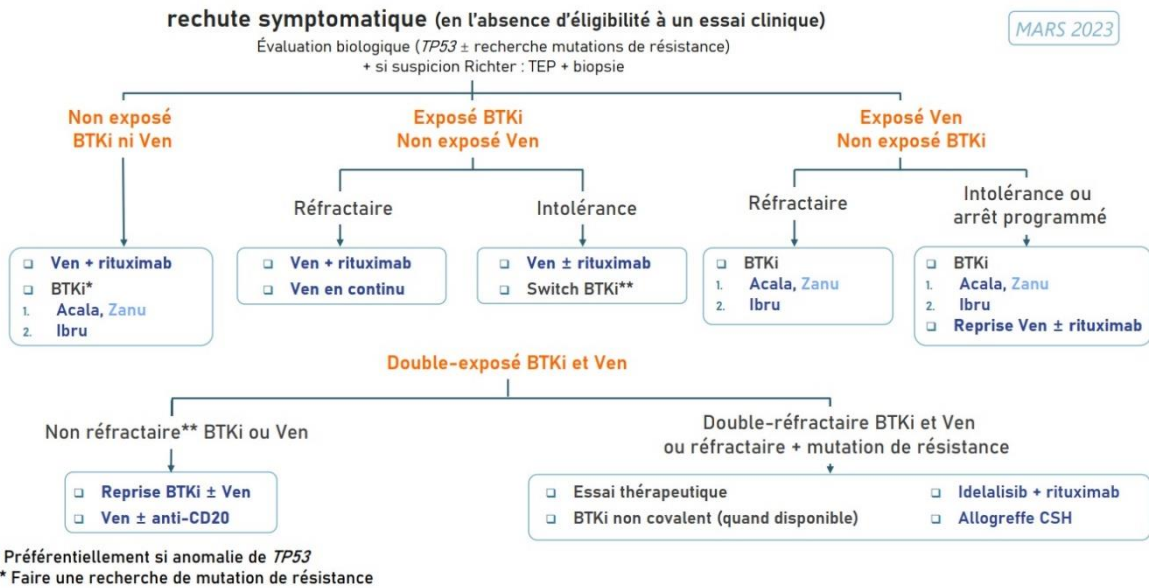 rechute symptomatique (en l'absence d'éligibilité à un essai clinique)
MARS 2023
Évaluation biologique (TP53 ± recherche mutations de résistance)
+ si suspicion Richter : TEP + biopsie
Non exposé
BTKi ni Ven
Exposé BTKi
Non exposé Ven
Exposé Ven
Non exposé BTKi
Réfractaire
Intolérance
Réfractaire
Intolérance ou
arrêt programmé
❑ Ven + rituximab
❑ BTKi*
1. Acala, Zanu
2. Ibru
❑ Ven + rituximab
❑ Ven en continu
❑ Ven ± rituximab
❑ Switch BTKi**
❑ BTKi
1. Acala, Zanu
2. Ibru
❑ BTKi
1. Acala, Zanu
2. Ibru
❑ Reprise Ven ± rituximab
Double-exposé BTKi et Ven
Non réfractaire** BTKi ou Ven
Double-réfractaire BTKi et Ven
ou réfractaire + mutation de résistance
❑ Reprise BTKi ± Ven
❑ Ven ± anti-CD20
❑ Essai thérapeutique
❑ BTKi non covalent (quand disponible)
❑ Idelalisib + rituximab
❑ Allogreffe CSH
Préférentiellement si anomalie de TP53
* Faire une recherche de mutation de résistance